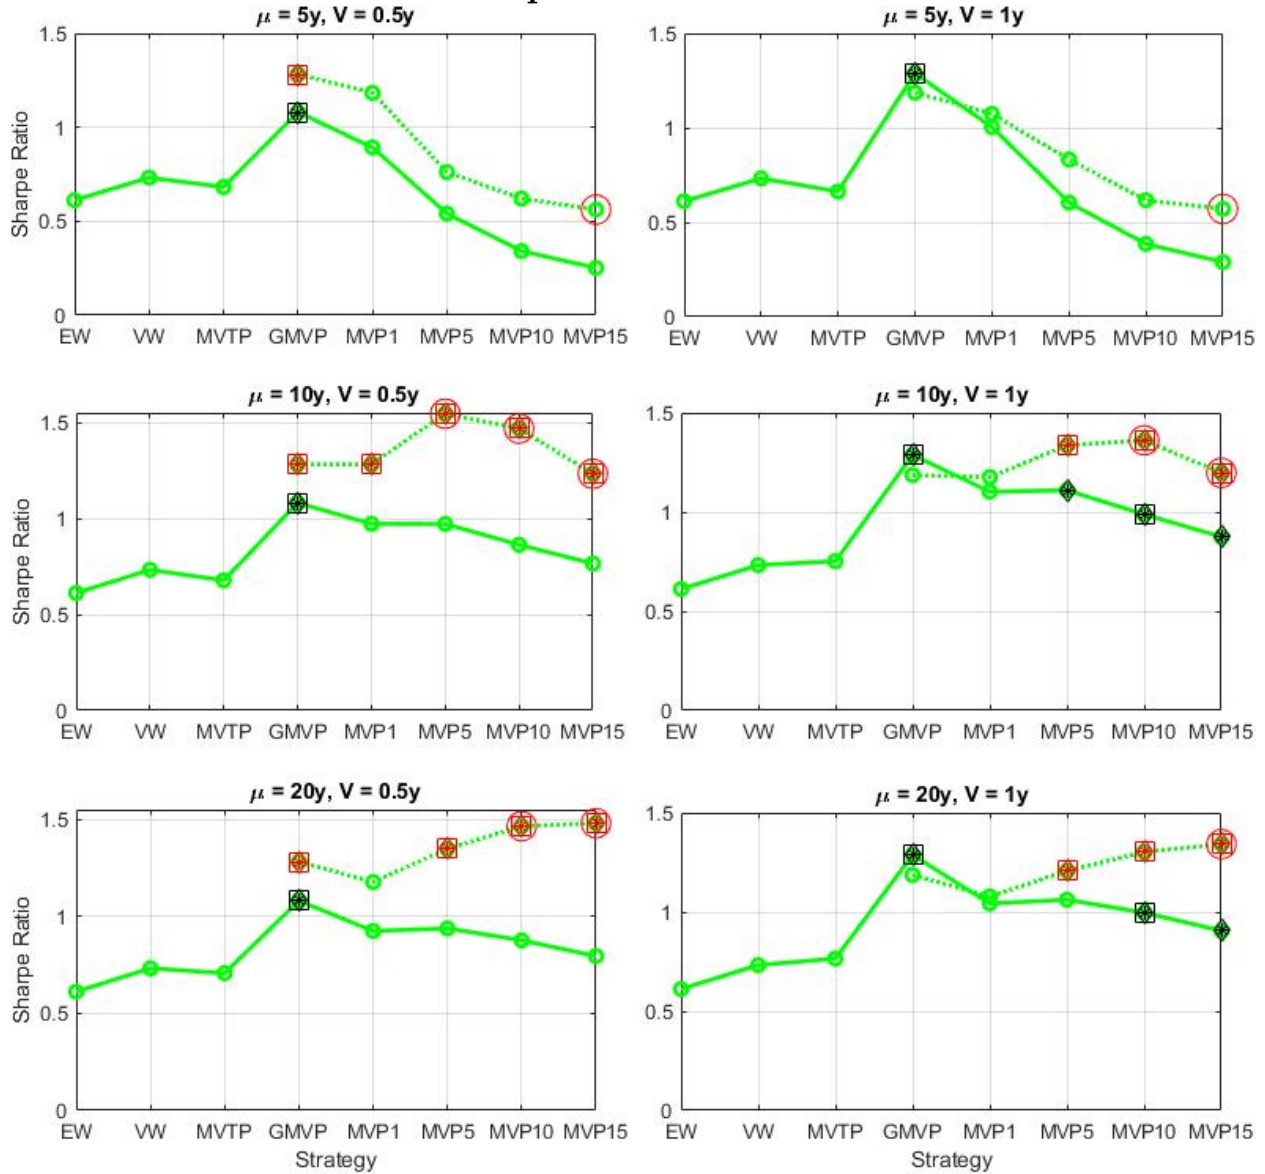 μ = 5y, V = 0.5y
1.5
1
0.5
0
Sharpe Ratio
EW VW MVTP GMVP MVP1 MVP5 MVP10 MVP15
μ = 5y, V = 1y
1.5
1
0.5
0
EW VW MVTP GMVP MVP1 MVP5 MVP10 MVP15
μ = 10y, V = 0.5y
1.5
1
0.5
0
Sharpe Ratio
EW VW MVTP GMVP MVP1 MVP5 MVP10 MVP15
μ = 10y, V = 1y
1.5
1
0.5
0
EW VW MVTP GMVP MVP1 MVP5 MVP10 MVP15
μ = 20y, V = 0.5y
1.5
1
0.5
0
Sharpe Ratio
EW VW MVTP GMVP MVP1 MVP5 MVP10 MVP15
Strategy
μ = 20y, V = 1y
1.5
1
0.5
0
EW VW MVTP GMVP MVP1 MVP5 MVP10 MVP15
Strategy